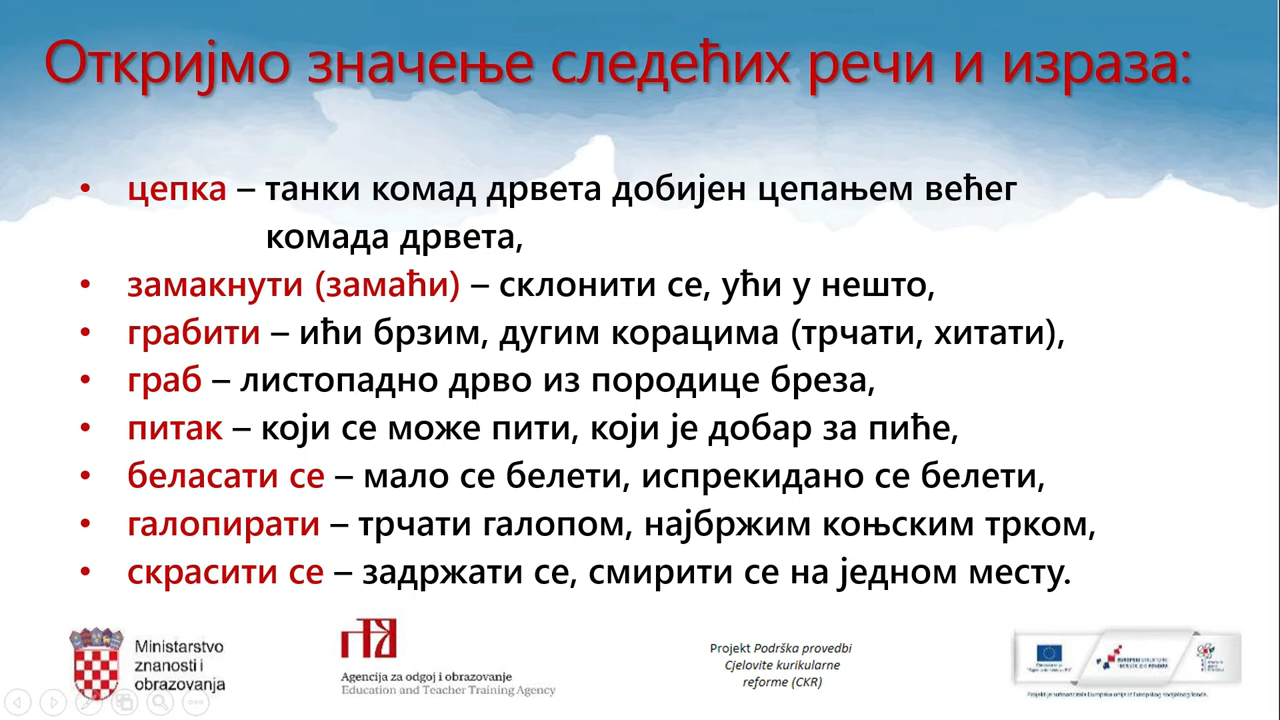 Откријмо значење следећих речи и израза:
• цепка – танки комад дрвета добијен цепањем већег
комада дрвета,
• замакнути (замаћи) – склонити се, ући у нешто,
• грабити – ићи брзим, дугим корацима (трчати, хитати),
• граб – листопадно дрво из породице бреза,
• питак – који се може пити, који је добар за пиће,
• беласати се – мало се белети, испрекидано се белети,
• галопирати – трчати галопом, најбржим коњским трком,
• скрасити се – задржати се, смирити се на једном месту.
Ministarstvo
znanosti i
obrazovanja
Agencija za odgoj i obrazovanje
Education and Teacher Training Agency
Projekt Podrška provedbi
Cjelovite kurikularne
reforme (CKR)